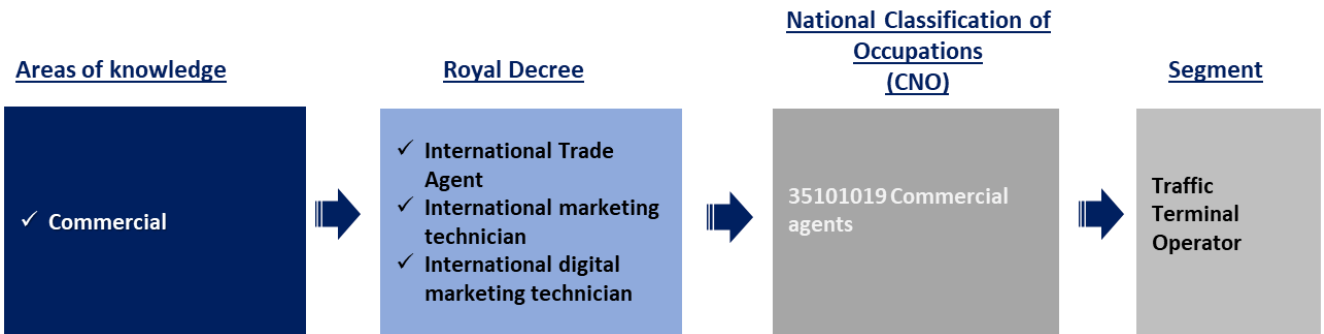 Areas of knowledge
✓ Commercial
Royal Decree
✓ International Trade
Agent
✓ International marketing
technician
✓ International digital
marketing technician
National Classification of
Occupations
(CNO)
35101019 Commercial
agents
Segment
Traffic
Terminal
Operator